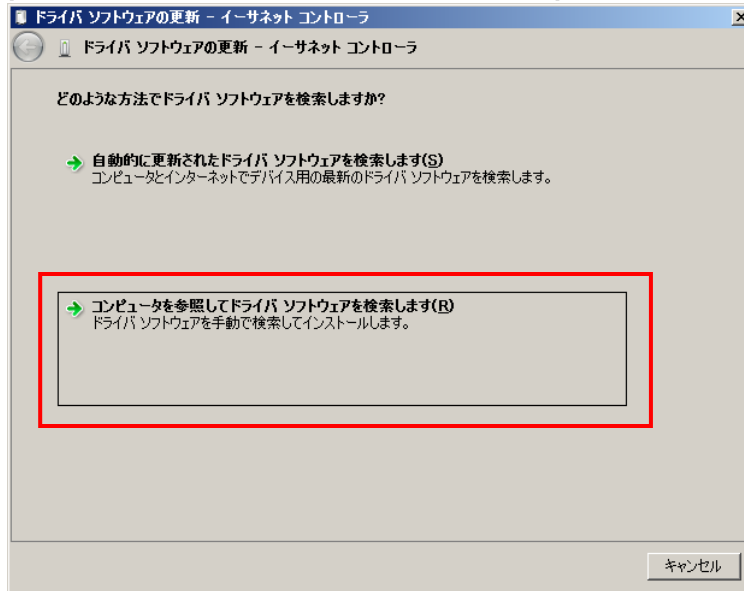 ドライバ ソフトウェアの更新 - イーサネット コントローラ
ドライバ ソフトウェアの更新 - イーサネット コントローラ
どのような方法でドライバ ソフトウェアを検索しますか?
自動的に更新されたドライバ ソフトウェアを検索します(S)
コンピュータとインターネットでデバイス用の最新のドライバ ソフトウェアを検索します。
コンピュータを参照してドライバ ソフトウェアを検索します(R)
ドライバ ソフトウェアを手動で検索してインストールします。
キャンセル